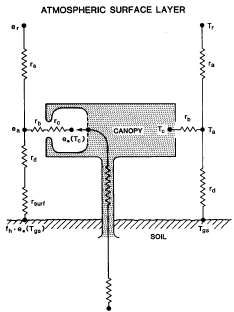 ATMOSPHERIC SURFACE LAYER
e_r T_r
r_a r_a
r_b r_c r_b
e_a e_*(T_c) CANOPY T_c T_a
r_d r_d
r_surf
f_h·e_*(T_gs) T_gs
SOIL